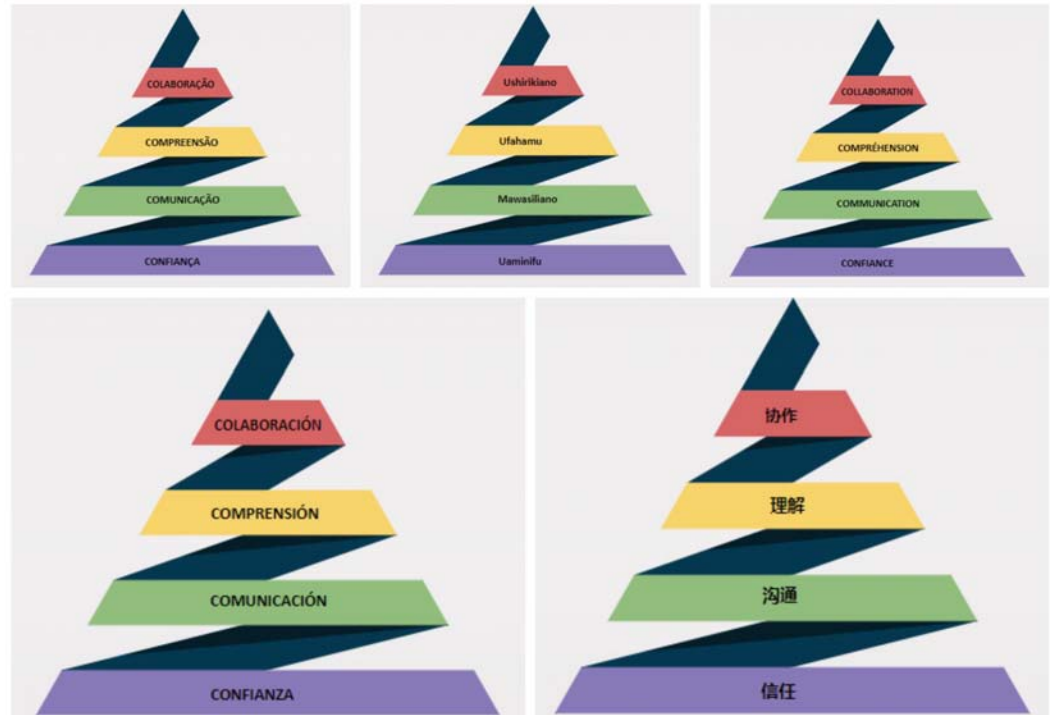 COLABORAÇÃO
COMPREENSÃO
COMUNICAÇÃO
CONFIANÇA
Ushirikiano
Ufahamu
Mawasiliano
Uaminifu
COLLABORATION
COMPRÉHENSION
COMMUNICATION
CONFIANCE
COLABORACIÓN
COMPRENSIÓN
COMUNICACIÓN
CONFIANZA
协作
理解
沟通
信任